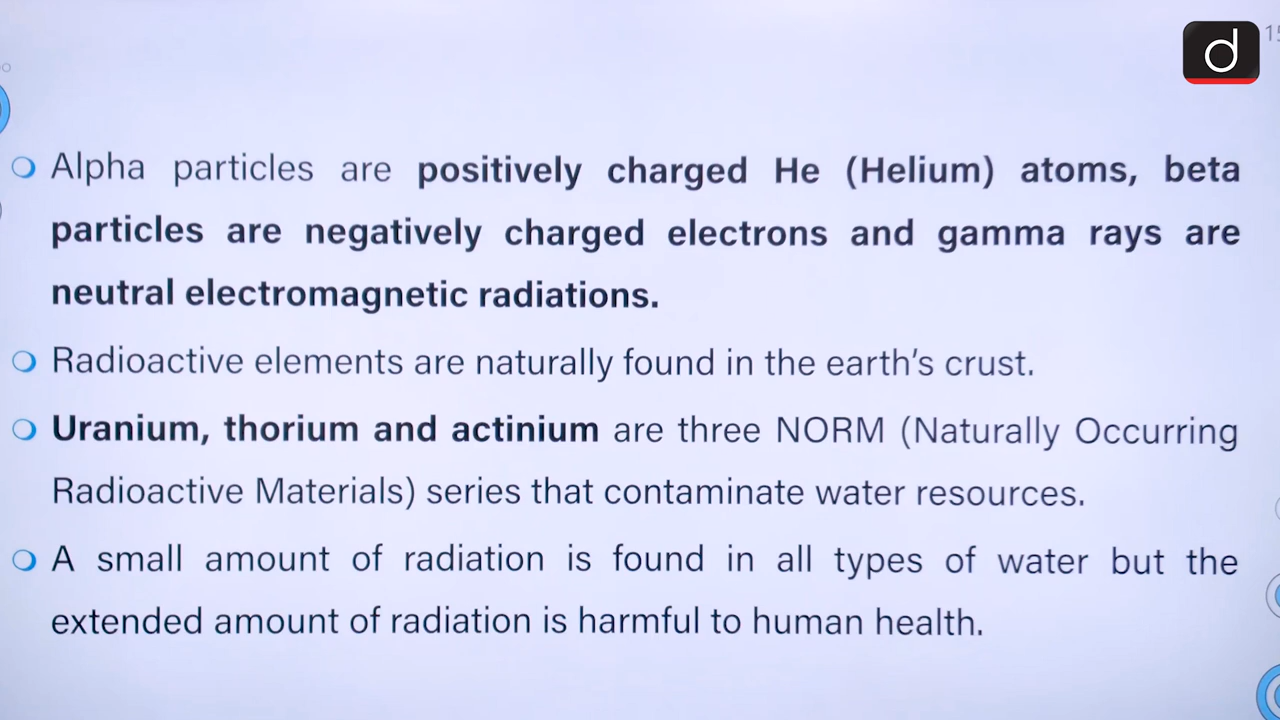 d
15
Alpha particles are positively charged He (Helium) atoms, beta
particles are negatively charged electrons and gamma rays are
neutral electromagnetic radiations.
Radioactive elements are naturally found in the earth's crust.
Uranium, thorium and actinium are three NORM (Naturally Occurring
Radioactive Materials) series that contaminate water resources.
A small amount of radiation is found in all types of water but the
extended amount of radiation is harmful to human health.